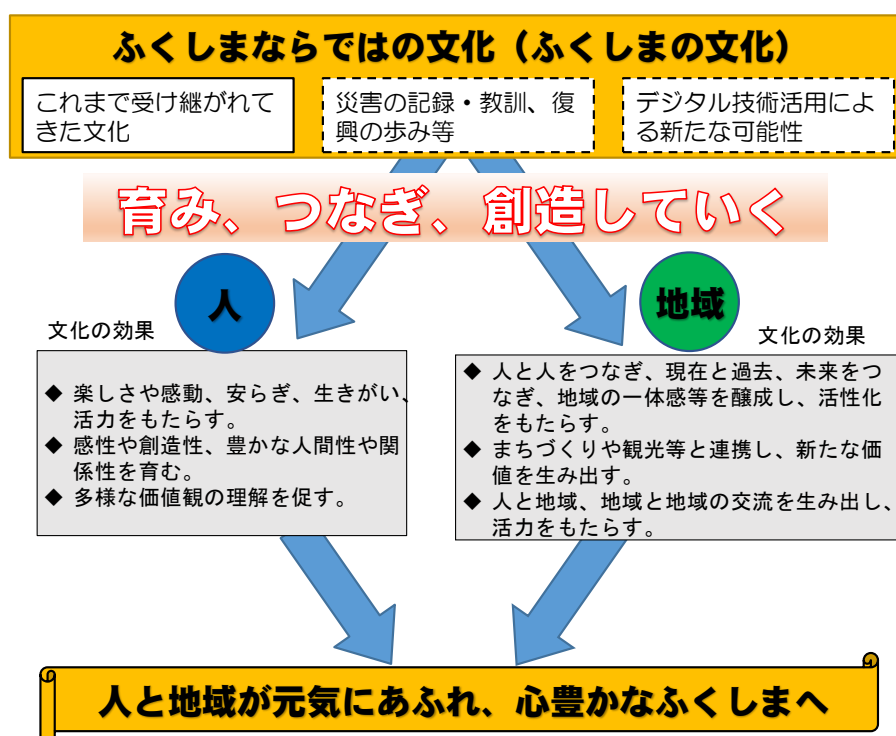 ふくしまならではの文化（ふくしまの文化）
これまで受け継がれて
きた文化
災害の記録・教訓、復
興の歩み等
デジタル技術活用によ
る新たな可能性
育み、つなぎ、創造していく
人
文化の効果
◆ 楽しさや感動、安らぎ、生きがい、
活力をもたらす。
◆ 感性や創造性、豊かな人間性や関
係性を育む。
◆ 多様な価値観の理解を促す。
地域
文化の効果
◆ 人と人をつなぎ、現在と過去、未来をつ
なぎ、地域の一体感等を醸成し、活性化
をもたらす。
◆ まちづくりや観光等と連携し、新たな価
値を生み出す。
◆ 人と地域、地域と地域の交流を生み出し、
活力をもたらす。
人と地域が元気にあふれ、心豊かなふくしまへ